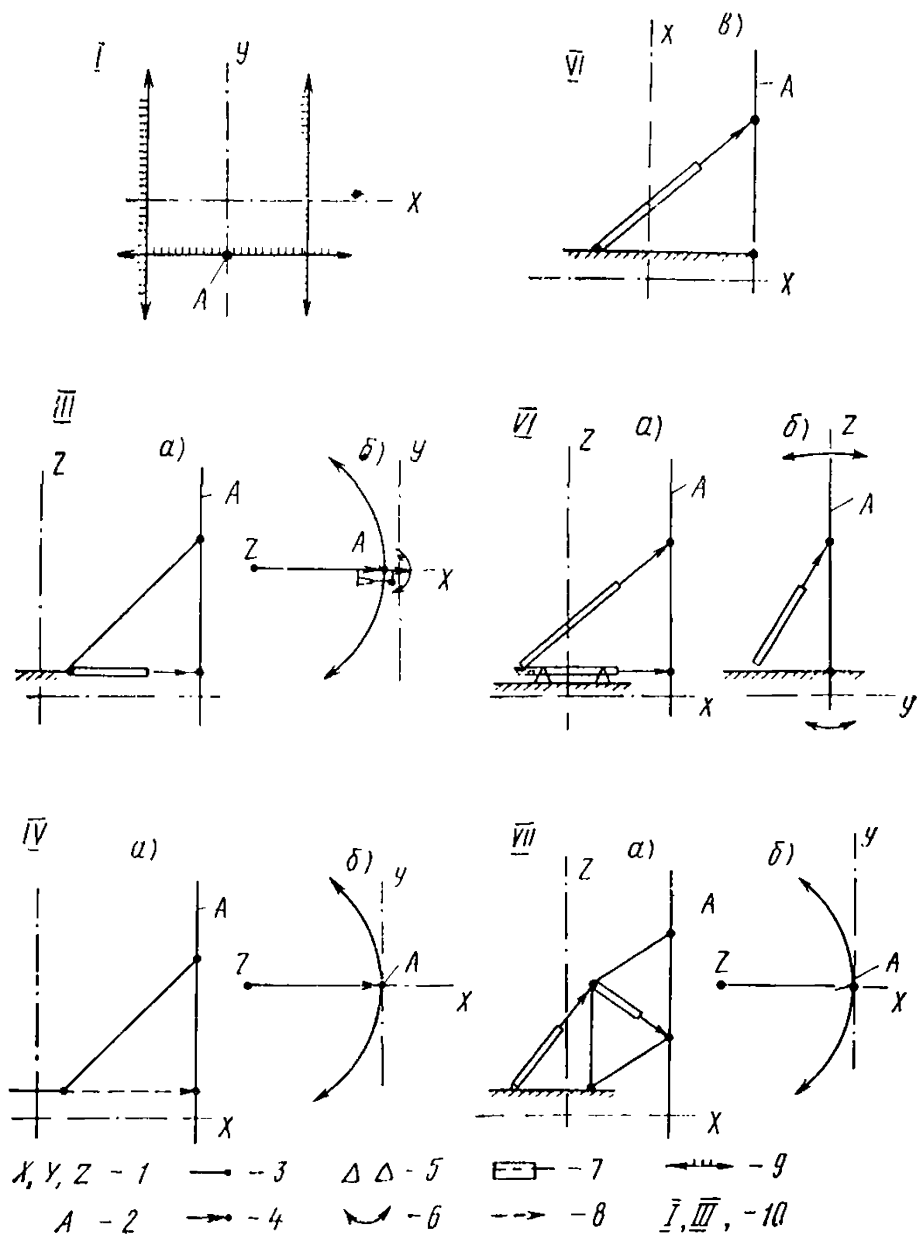 I
У
X
A
VI
в)
X
A
X
III
а)
Z
A
б)
У
Z
A
X
VI
а)
Z
A
X
б)
Z
A
У
IV
а)
A
X
б)
У
Z
A
X
VII
а)
Z
A
б)
У
Z
A
X
X, Y, Z - 1
- 3
- 5
- 7
- 9
A - 2
- 4
- 6
- 8
I, III, - 10